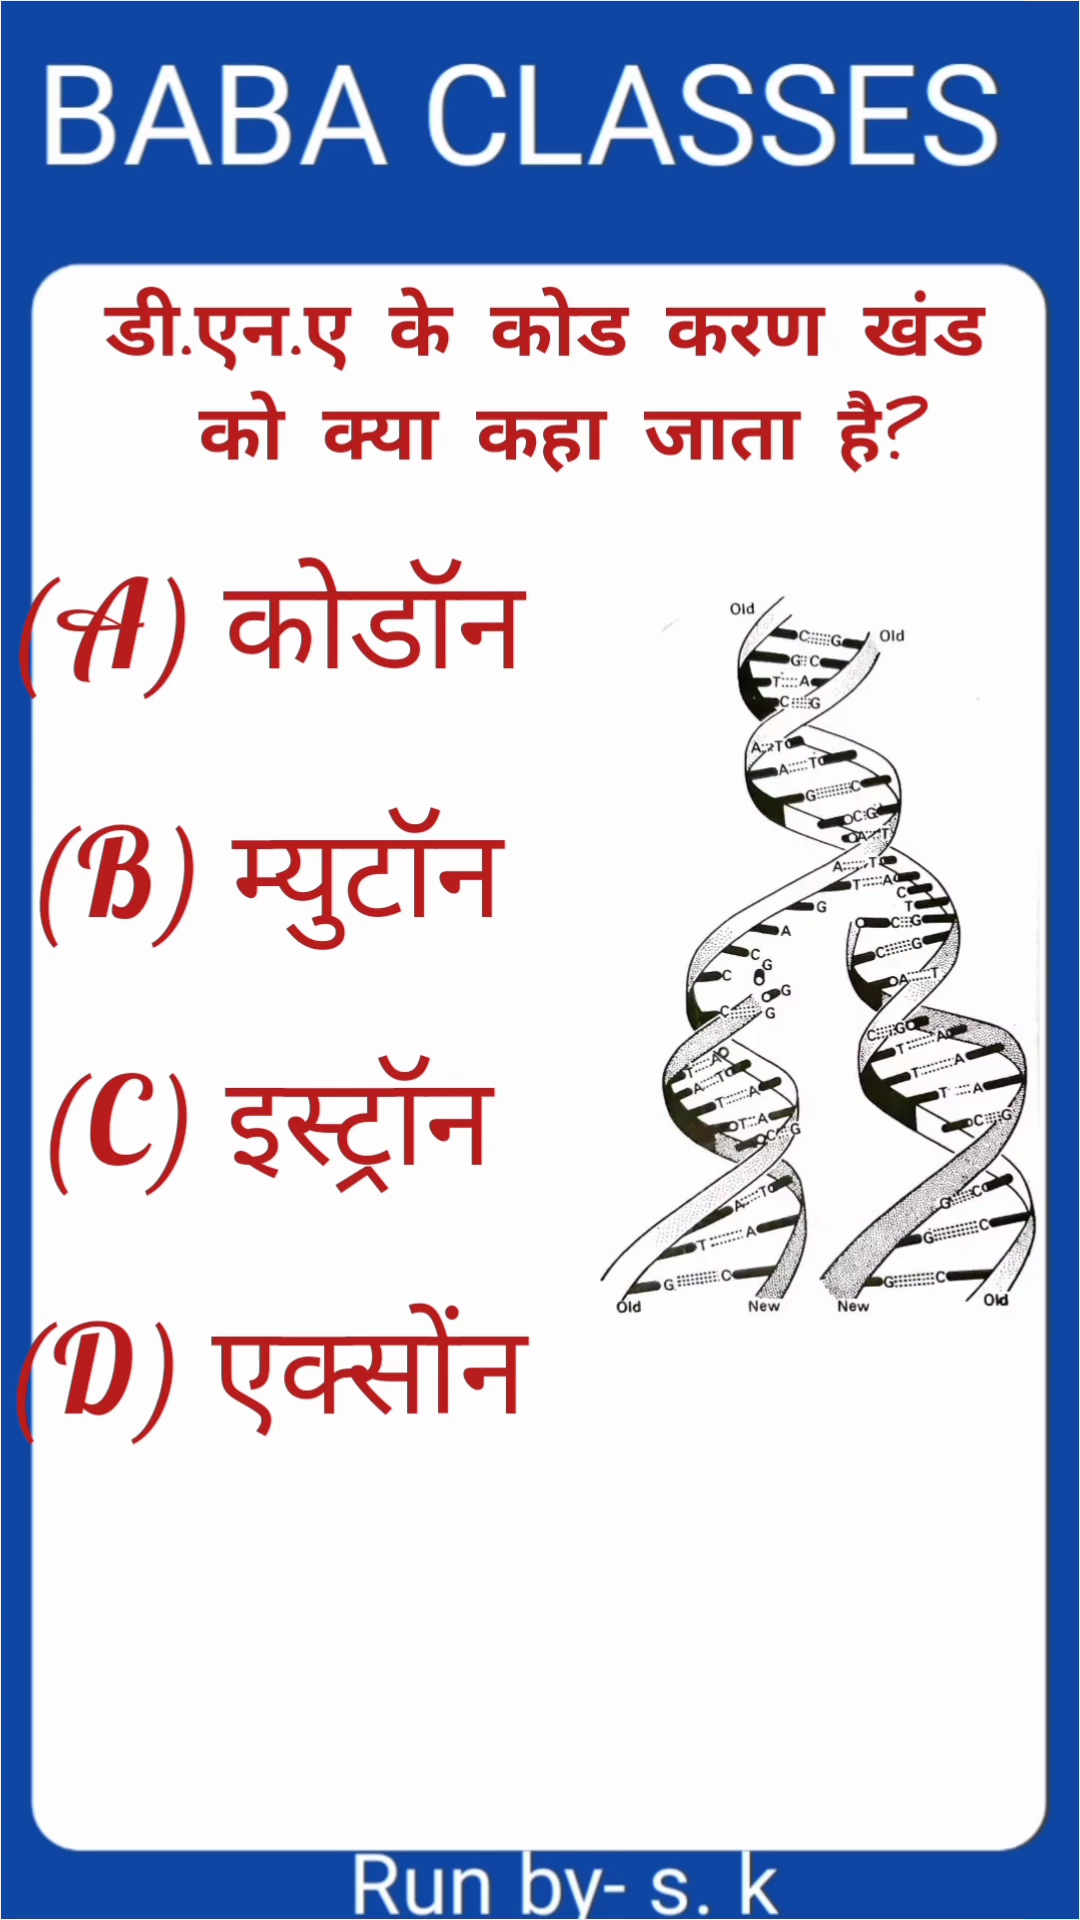 BABA CLASSES
डी.एन.ए के कोड करण खंड
को क्या कहा जाता है?
(A) कोडॉन
(B) म्युटॉन
(C) इस्ट्रॉन
(D) एक्सोंन
Old
Old
C G
G C
T A
C G
A T
A T
G C
C G
A T
A T
T A
G
C
T
C G
A
C
G
C G
C
G
A T
C G
C G
T A
T A
A T
T A
T A
T A
T A
C G
C G
A T
G C
T A
G C
G C
G C
Old
New
New
Old
Run by- s. k